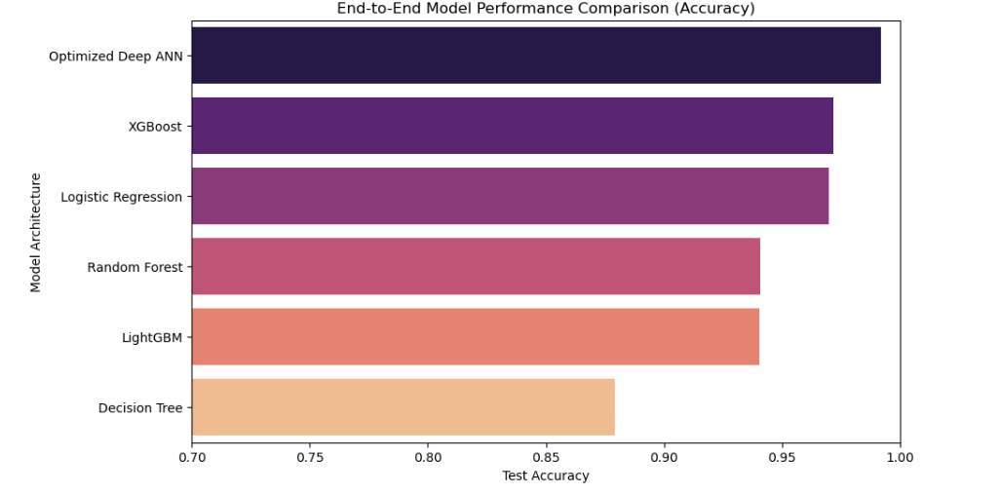 End-to-End Model Performance Comparison (Accuracy)
Model Architecture
Optimized Deep ANN
XGBoost
Logistic Regression
Random Forest
LightGBM
Decision Tree
0.70 0.75 0.80 0.85 0.90 0.95 1.00
Test Accuracy